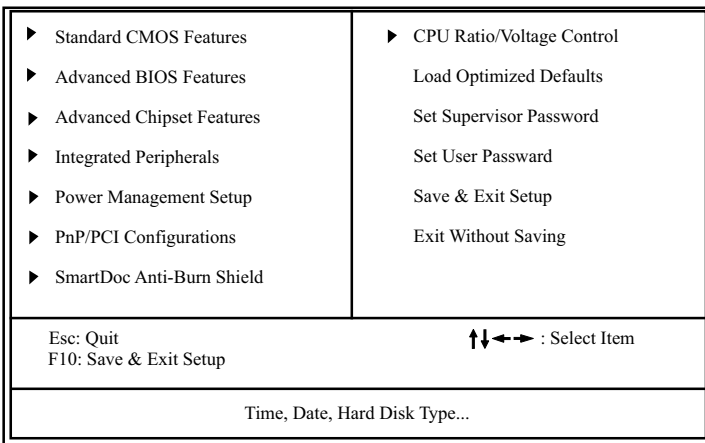 Standard CMOS Features
Advanced BIOS Features
Advanced Chipset Features
Integrated Peripherals
Power Management Setup
PnP/PCI Configurations
SmartDoc Anti-Burn Shield
CPU Ratio/Voltage Control
Load Optimized Defaults
Set Supervisor Password
Set User Passward
Save & Exit Setup
Exit Without Saving
Esc: Quit
F10: Save & Exit Setup
: Select Item
Time, Date, Hard Disk Type...